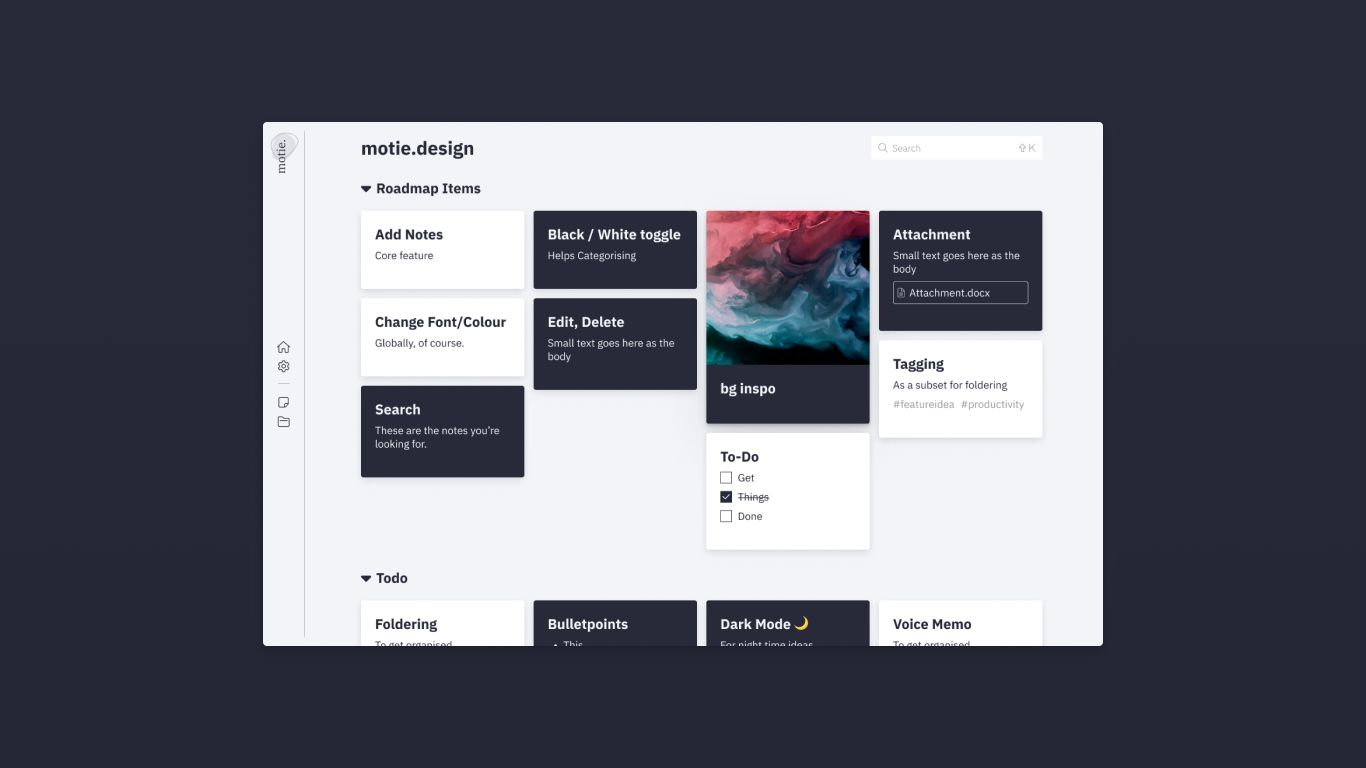 motie.
motie.design
Search
⇧ K
Roadmap Items
Add Notes
Core feature
Change Font/Colour
Globally, of course.
Search
These are the notes you're
looking for.
Black / White toggle
Helps Categorising
Edit, Delete
Small text goes here as the
body
bg inspo
To-Do
Get
Things
Done
Attachment
Small text goes here as the
body
Attachment.docx
Tagging
As a subset for foldering
#featureidea #productivity
Todo
Foldering
To get organised
Bulletpoints
• This
Dark Mode 🌙
For night time ideas
Voice Memo
To get organised